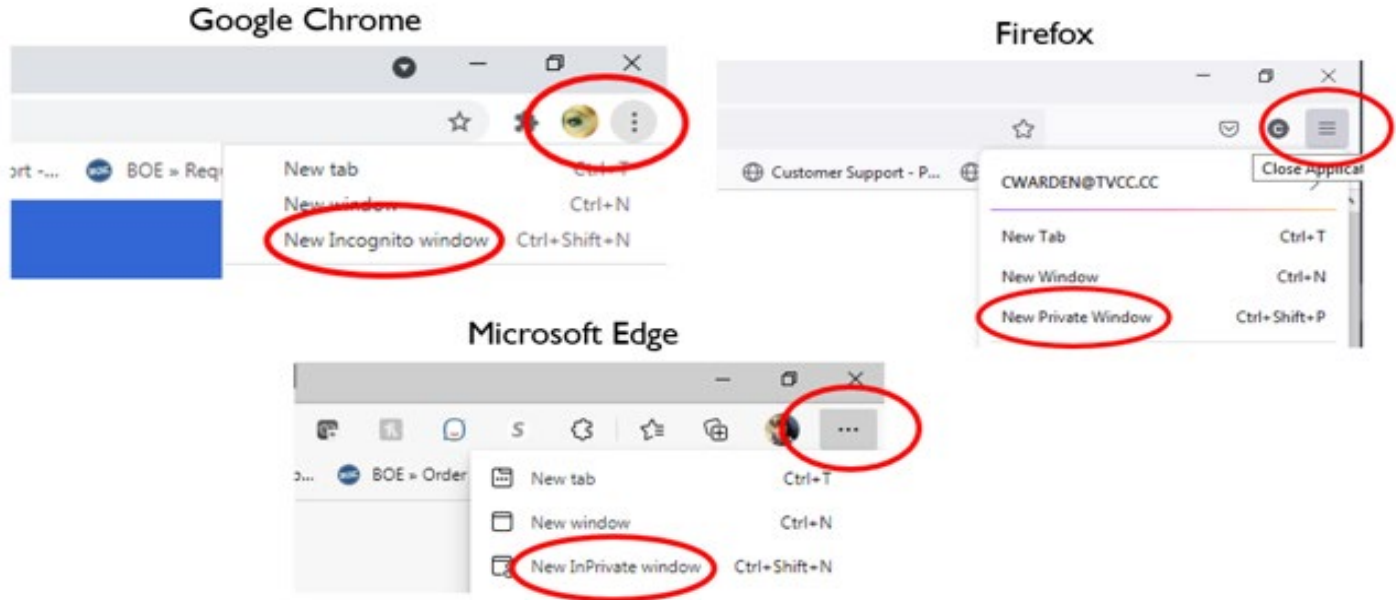 Google Chrome
ort -... BOE BOE » Requ
New tab Ctrl+T
New window Ctrl+N
New Incognito window Ctrl+Shift+N
Firefox
C
Customer Support - P...
Close Applicat
CWARDEN@TVCC.CC
New Tab Ctrl+T
New Window Ctrl+N
New Private Window Ctrl+Shift+P
Microsoft Edge
S
BOE » Order
New tab Ctrl+T
New window Ctrl+N
New InPrivate window Ctrl+Shift+N